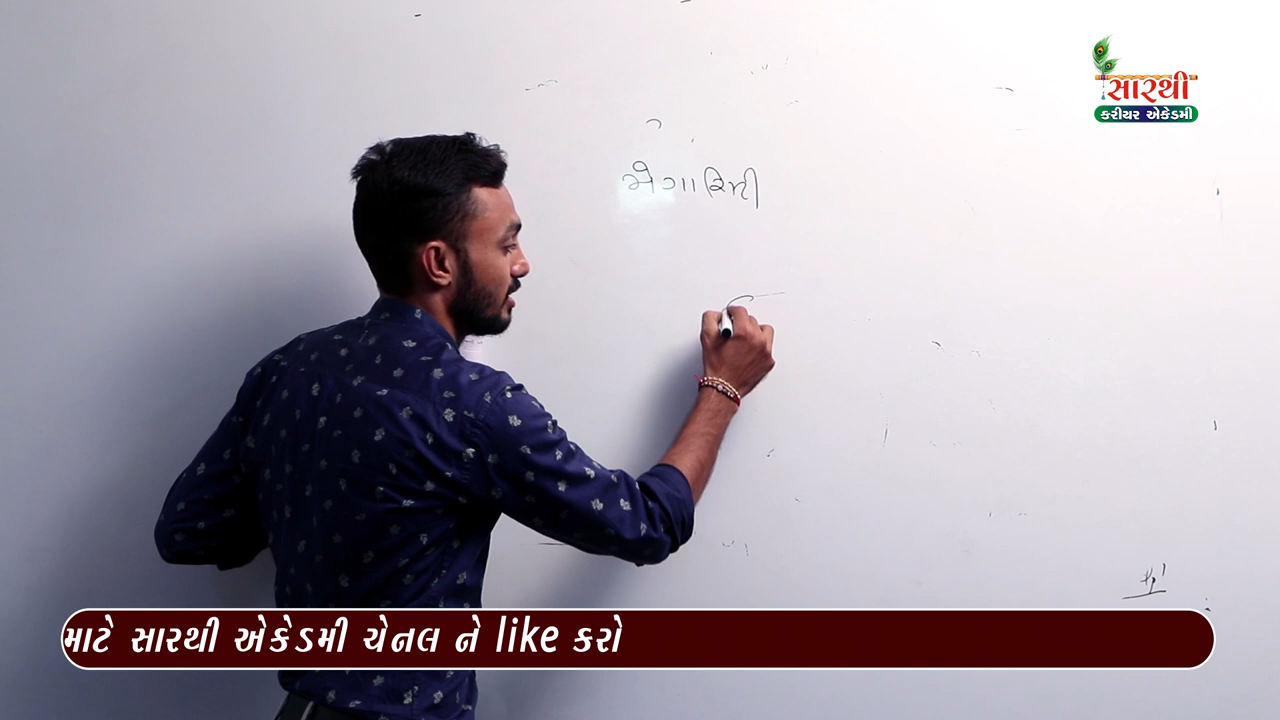 સારથી
કરીયર એકેડમી
માટે સારથી એકેડમી ચેનલ ને like કરો